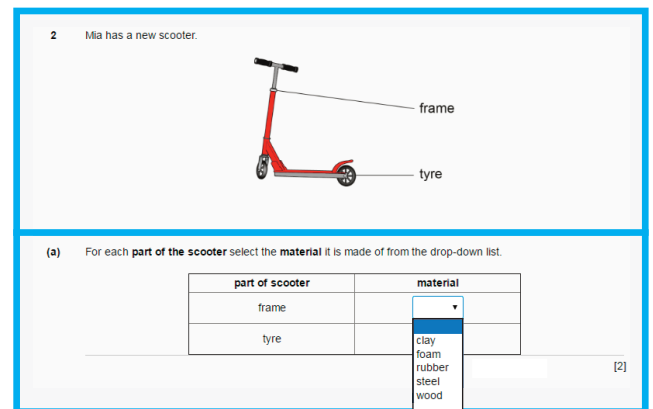 2 Mia has a new scooter.
frame
tyre
(a) For each part of the scooter select the material it is made of from the drop-down list.
part of scooter material
frame
tyre
clay
foam
rubber
steel
wood
[2]